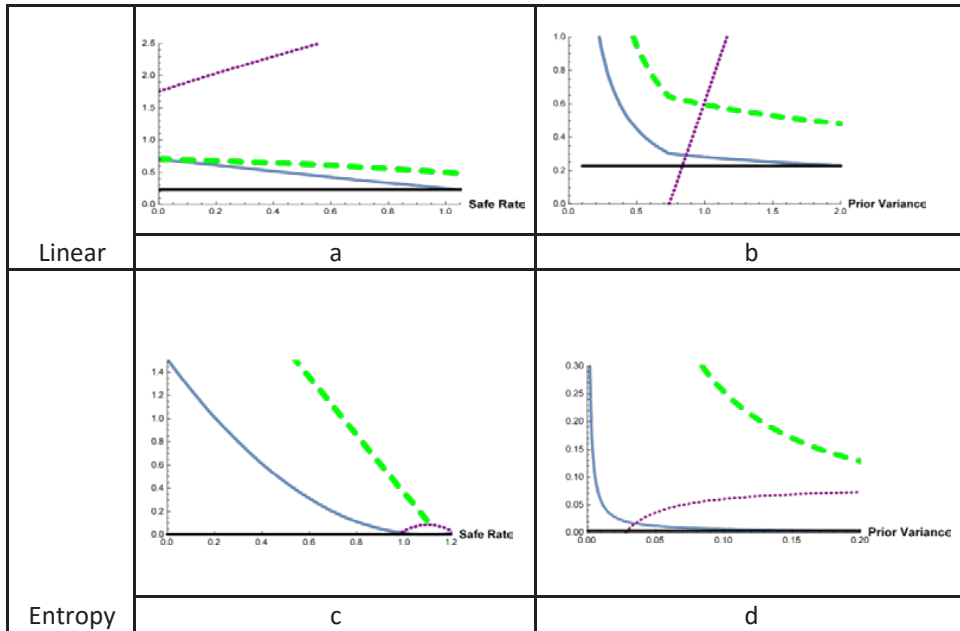 2.5
2.0
1.5
1.0
0.5
0.0
0.0 0.2 0.4 0.6 0.8 1.0
Safe Rate
1.0
0.8
0.6
0.4
0.2
0.0
0.0 0.5 1.0 1.5 2.0
Prior Variance
Linear
a
b
1.4
1.2
1.0
0.8
0.6
0.4
0.2
0.0
0.0 0.2 0.4 0.6 0.8 1.0 1.2
Safe Rate
0.30
0.25
0.20
0.15
0.10
0.05
0.00
0.00 0.05 0.10 0.15 0.20
Prior Variance
Entropy
c
d